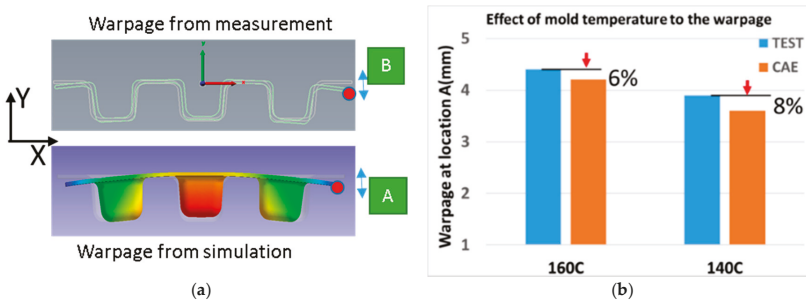 Warpage from measurement
B
Y
X
A
Warpage from simulation
(a)
Effect of mold temperature to the warpage
TEST
CAE
Warpage at location A(mm)
5
4
3
2
1
6%
8%
160C
140C
(b)